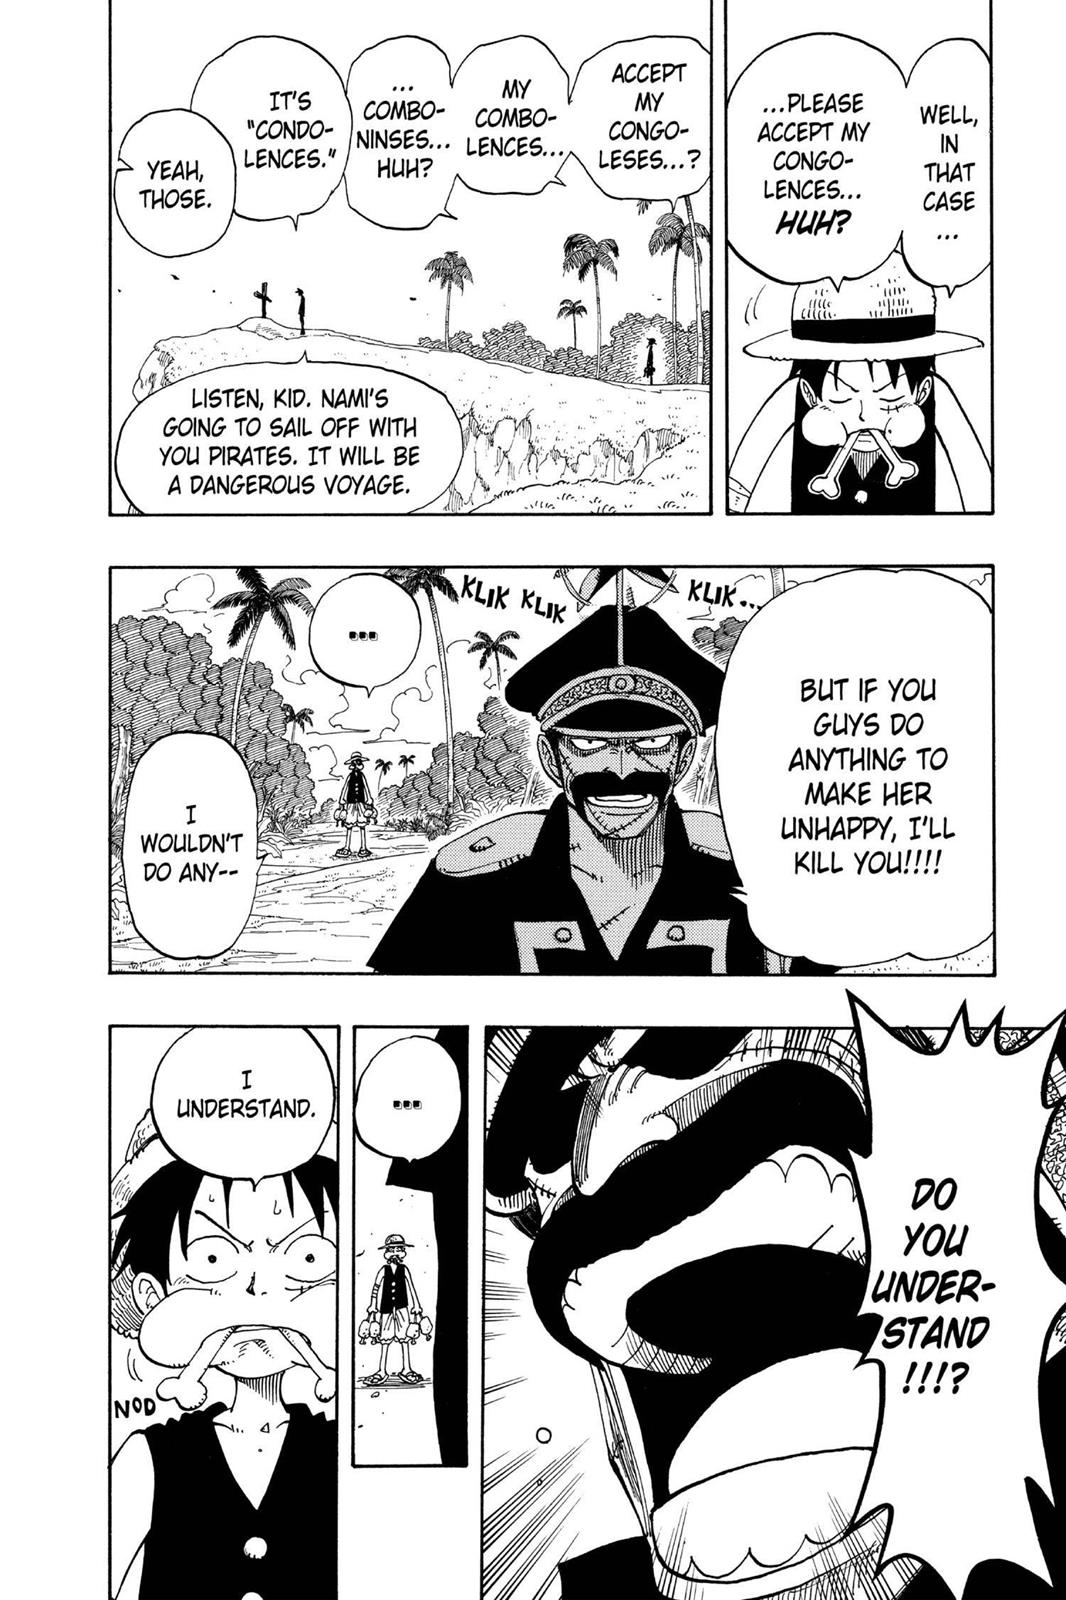 WELL,
IN
THAT
CASE
...
...PLEASE
ACCEPT MY
CONGO-
LENCES...
HUH?
ACCEPT
MY
CONGO-
LESES...?
MY
COMBO-
LENCES...
...
COMBO-
NINSES...
HUH?
IT'S
"CONDO-
LENCES."
YEAH,
THOSE.
LISTEN, KID. NAMI'S
GOING TO SAIL OFF WITH
YOU PIRATES. IT WILL BE
A DANGEROUS VOYAGE.
BUT IF YOU
GUYS DO
ANYTHING TO
MAKE HER
UNHAPPY, I'LL
KILL YOU!!!!
KLIK...
KLIK KLIK
...
I
WOULDN'T
DO ANY--
DO
YOU
UNDER-
STAND
!!!?
...
I
UNDERSTAND.
NOD